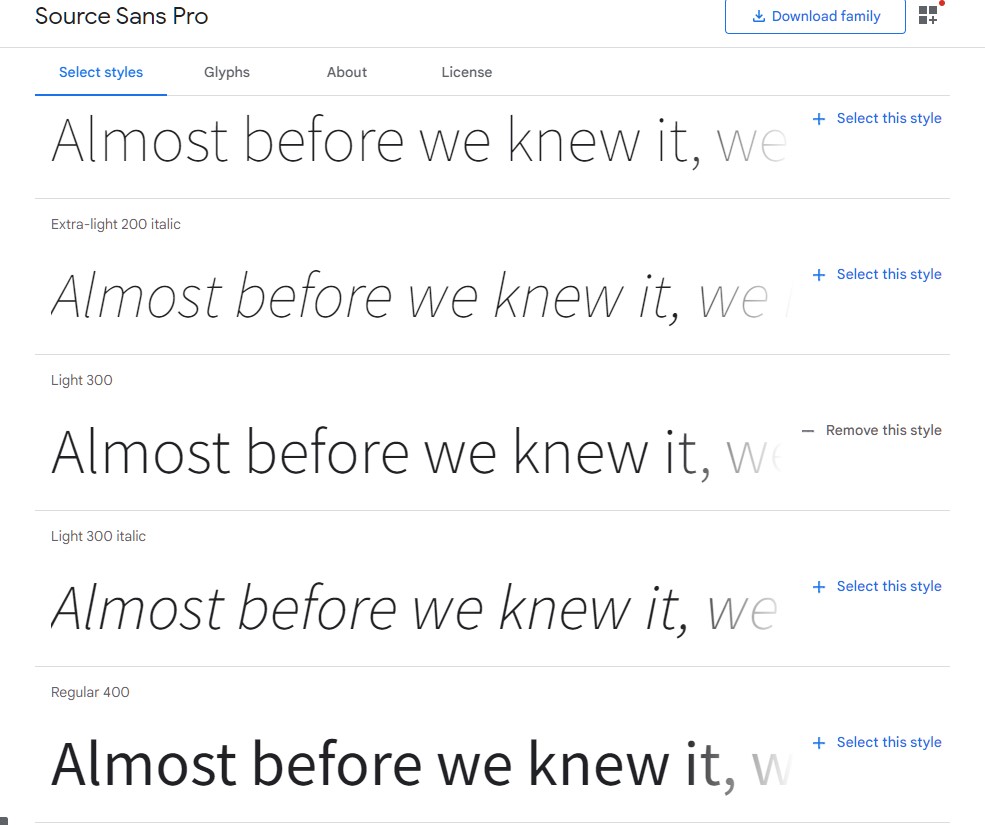 Source Sans Pro
Download family
Select styles Glyphs About License
Almost before we knew it, we
Select this style
Extra-light 200 italic
Almost before we knew it, we
Select this style
Light 300
Almost before we knew it, we
Remove this style
Light 300 italic
Almost before we knew it, we
Select this style
Regular 400
Almost before we knew it, w
Select this style